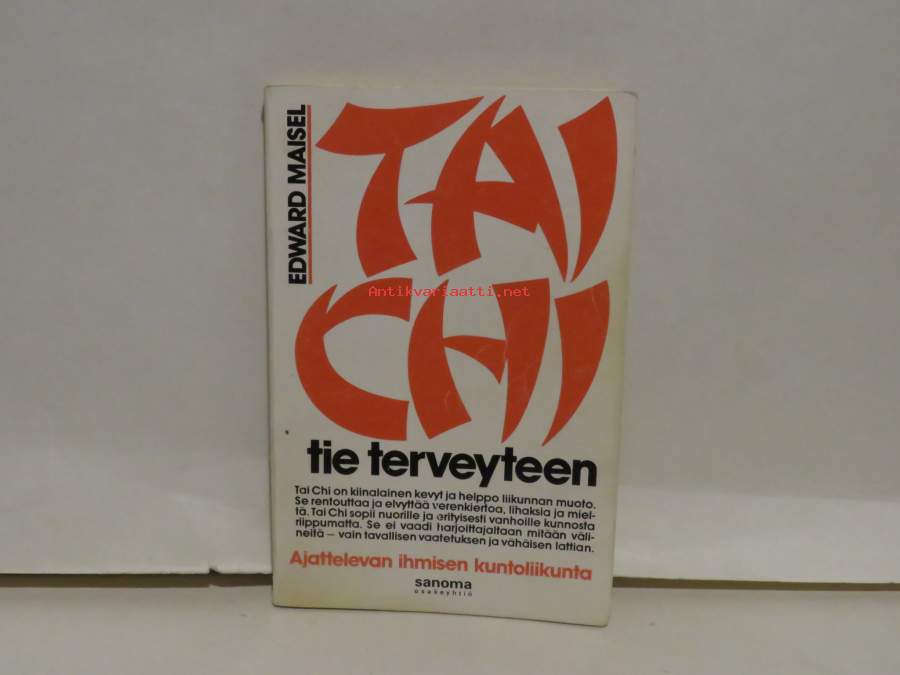 EDWARD MAISEL
TAI
CHI
Antikvariaatti.net
tie terveyteen
Tai Chi on kiinalainen kevyt ja helppo liikunnan muoto.
Se rentouttaa ja elvyttää verenkiertoa, lihaksia ja miel-
tä. Tai Chi sopii nuorille ja erityisesti vanhoille kunnosta
riippumatta. Se ei vaadi harjoittajaltaan mitään väli-
neitä – vain tavallisen vaatetuksen ja vähäisen lattian.
Ajattelevan ihmisen kuntoliikunta
sanoma
osakeyhtiö